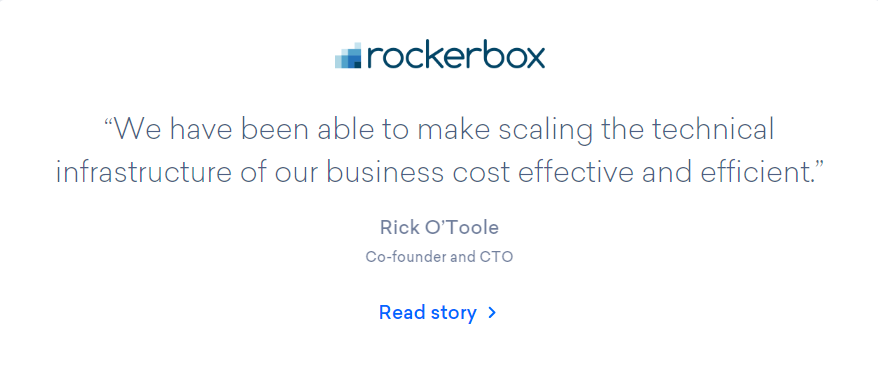 rockerbox
“We have been able to make scaling the technical
infrastructure of our business cost effective and efficient.”
Rick O’Toole
Co-founder and CTO
Read story